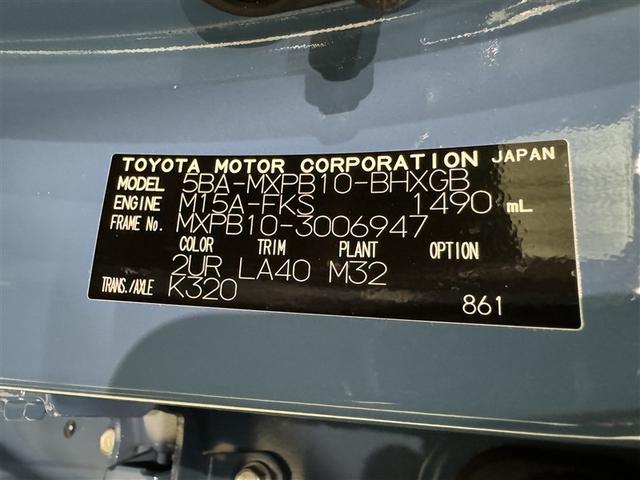 TOYOTA MOTOR CORPORATION JAPAN
MODEL 5BA-MXPB10-BHXGB
ENGINE M15A-FKS 1490 mL
FRAME No. MXPB10-3006947
COLOR TRIM PLANT OPTION
2UR LA40 M32
TRANS./AXLE K320
861